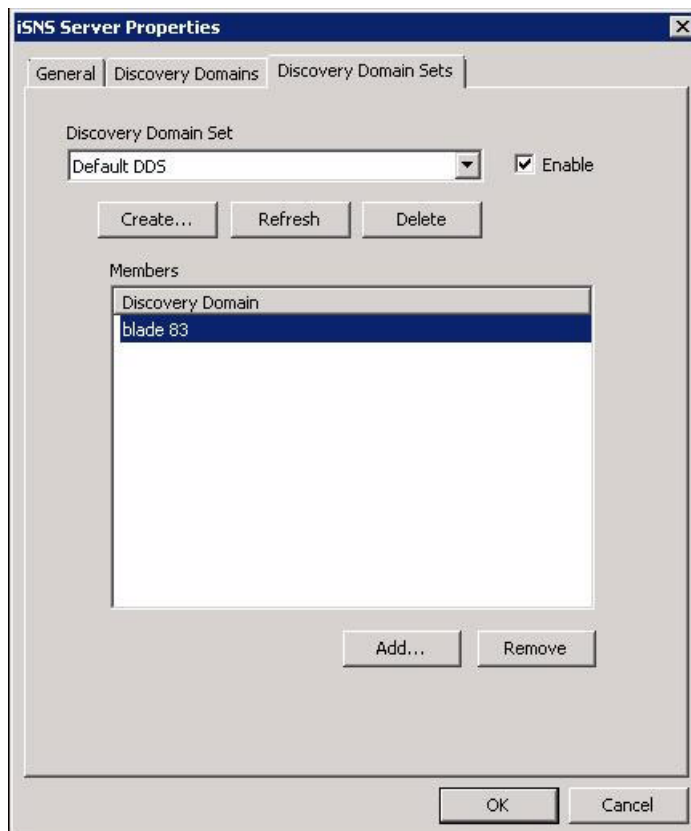 iSNS Server Properties
General Discovery Domains Discovery Domain Sets
Discovery Domain Set
Default DDS Enable
Create... Refresh Delete
Members
Discovery Domain
blade 83
Add... Remove
OK Cancel